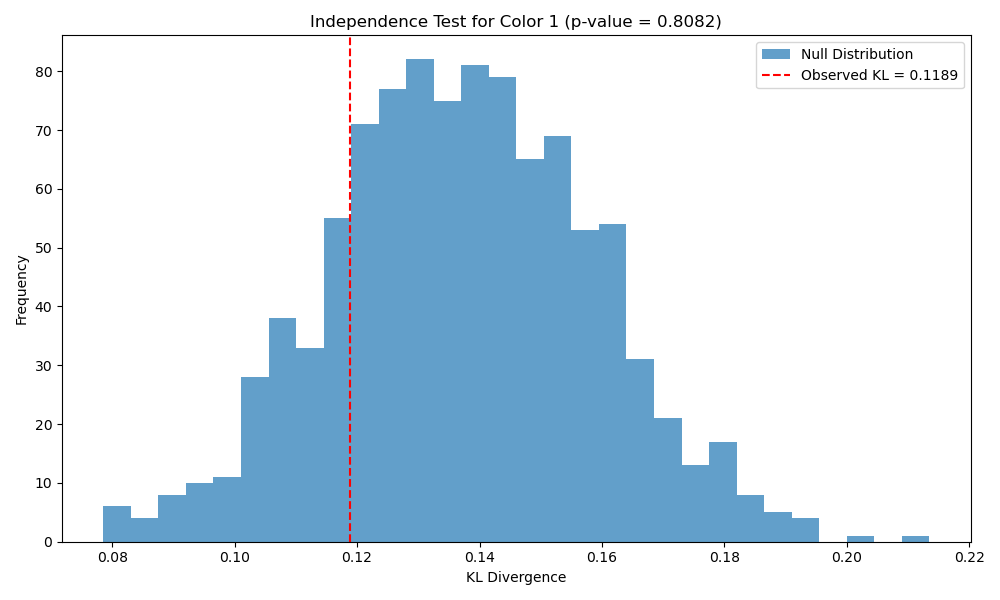 Independence Test for Color 1 (p-value = 0.8082)
Null Distribution
Observed KL = 0.1189
Frequency
80
70
60
50
40
30
20
10
0
0.08 0.10 0.12 0.14 0.16 0.18 0.20 0.22
KL Divergence